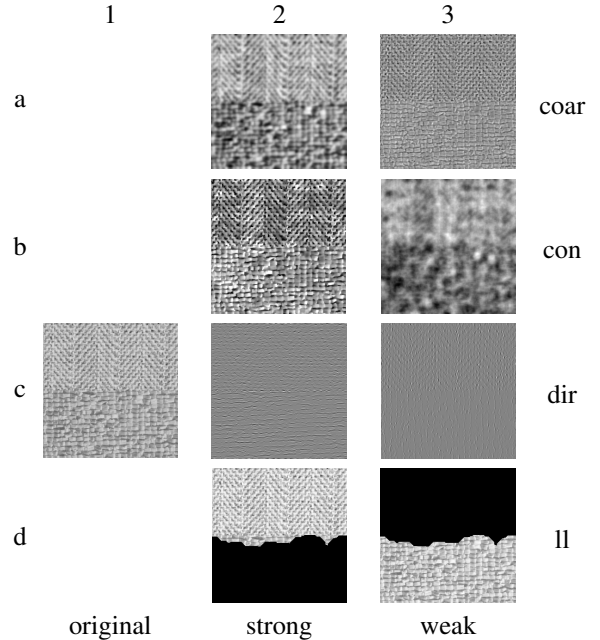 1 2 3
a coar
b con
c dir
d ll
original strong weak